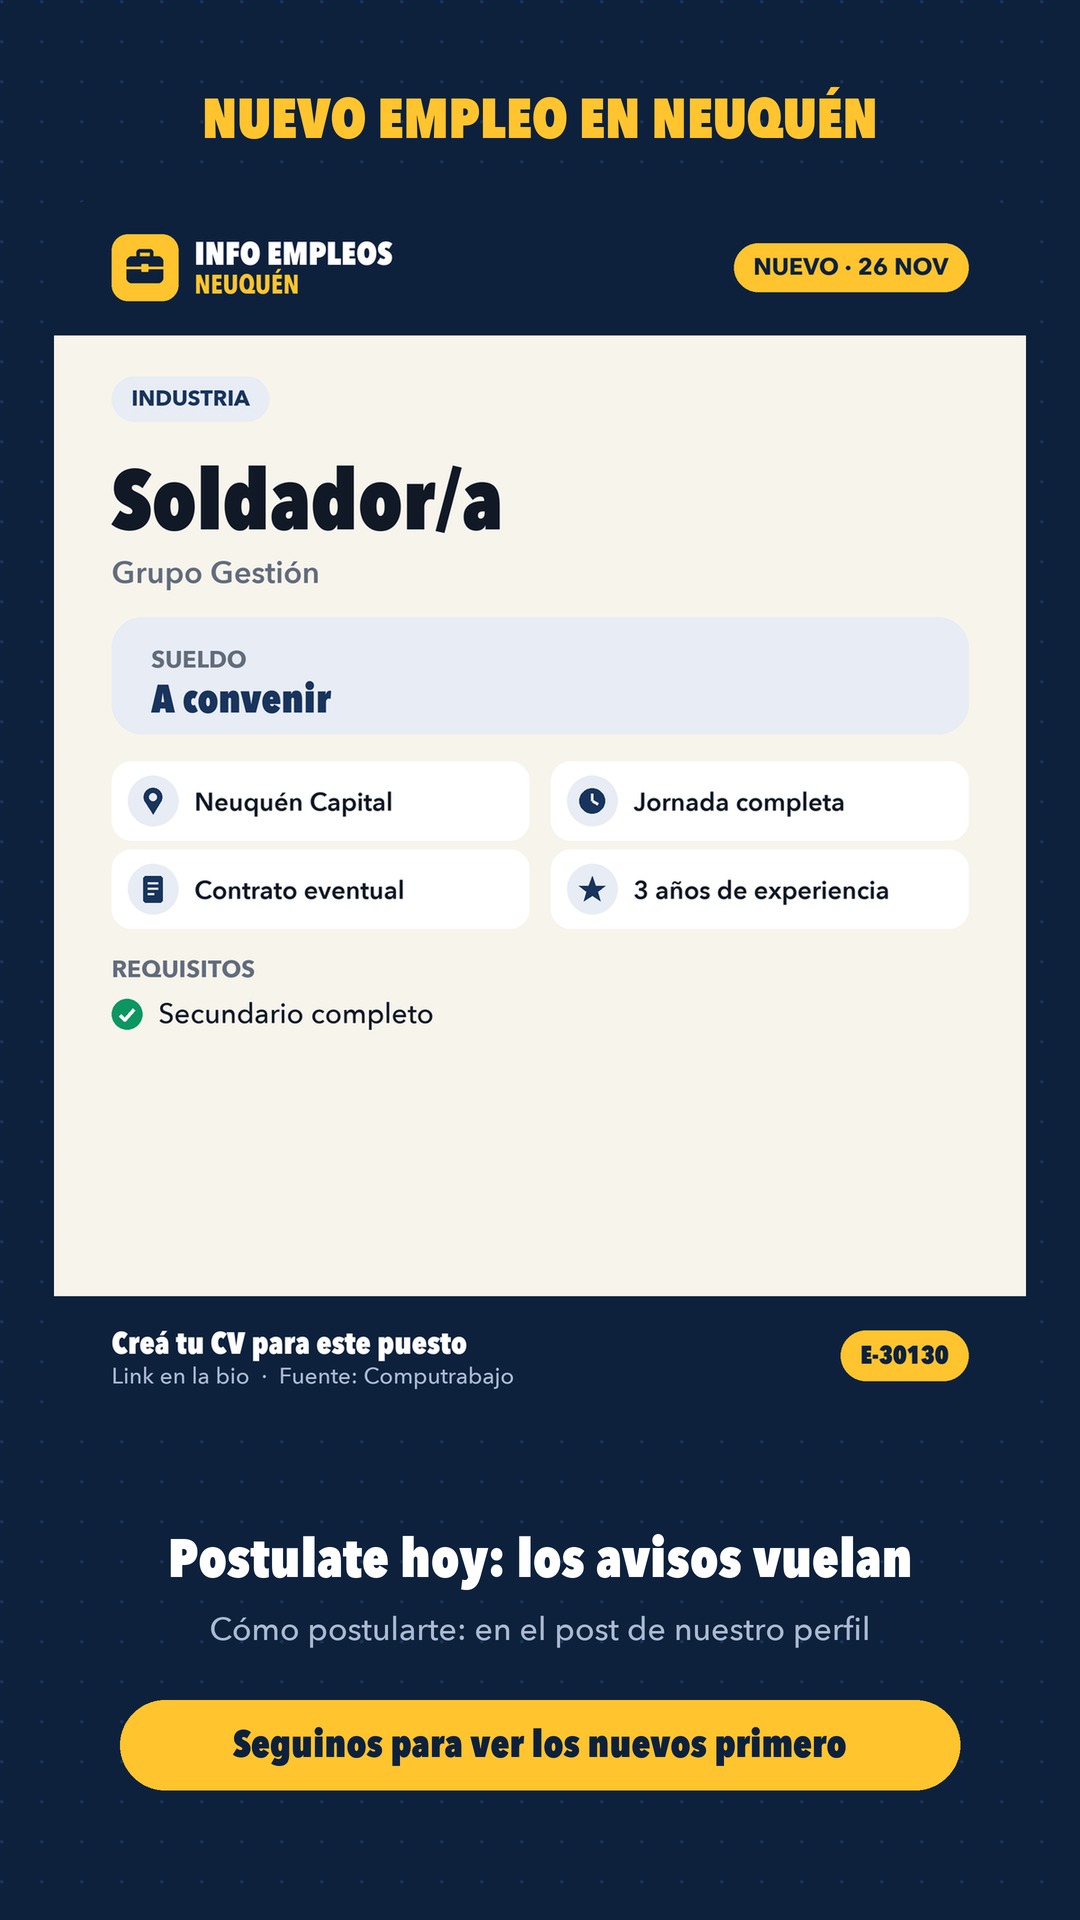 NUEVO EMPLEO EN NEUQUÉN
INFO EMPLEOS
NEUQUÉN
NUEVO · 26 NOV
INDUSTRIA
Soldador/a
Grupo Gestión
SUELDO
A convenir
Neuquén Capital
Jornada completa
Contrato eventual
3 años de experiencia
REQUISITOS
Secundario completo
Creá tu CV para este puesto
Link en la bio · Fuente: Computrabajo
E-30130
Postulate hoy: los avisos vuelan
Cómo postularte: en el post de nuestro perfil
Seguinos para ver los nuevos primero